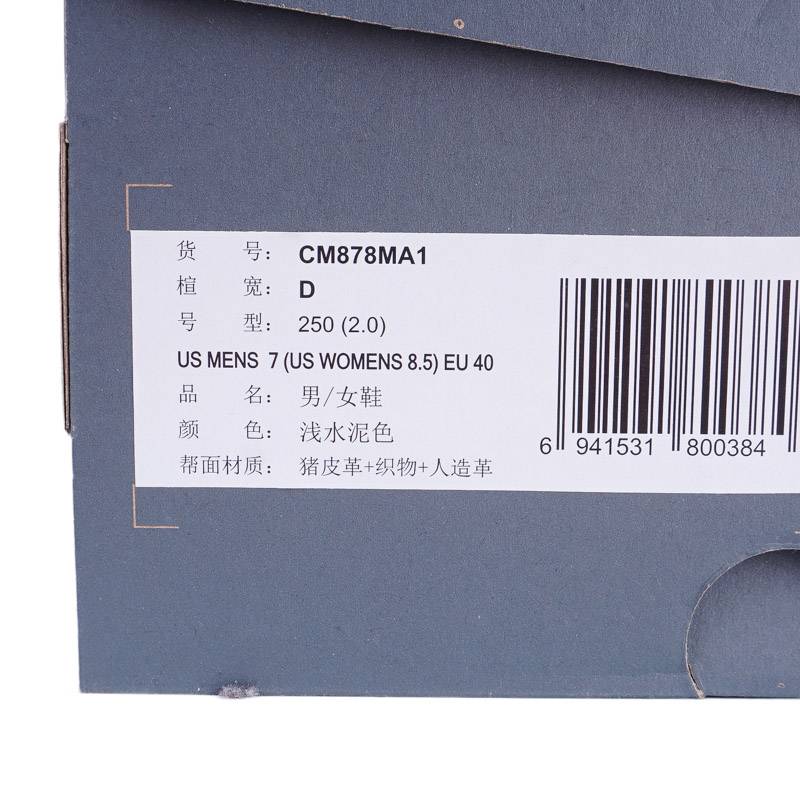 货 号： CM878MA1
楦 宽： D
号 型： 250 (2.0)
US MENS 7 (US WOMENS 8.5) EU 40
品 名： 男/女鞋
颜 色： 浅水泥色
帮面材质： 猪皮革+织物+人造革
6 941531 800384